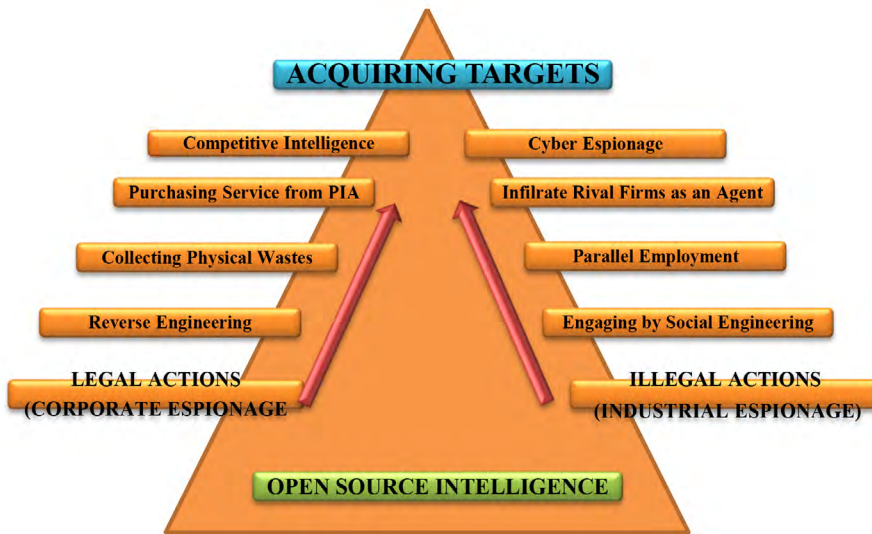 ACQUIRING TARGETS
Competitive Intelligence
Cyber Espionage
Purchasing Service from PIA
Infilrate Rival Firms as an Agent
Collecting Physical Wastes
Parallel Employment
Reverse Engineering
Engaging by Social Engineering
LEGAL ACTIONS
(CORPORATE ESPIONAGE
ILLEGAL ACTIONS
(INDUSTRIAL ESPIONAGE)
OPEN SOURCE INTELLIGENCE